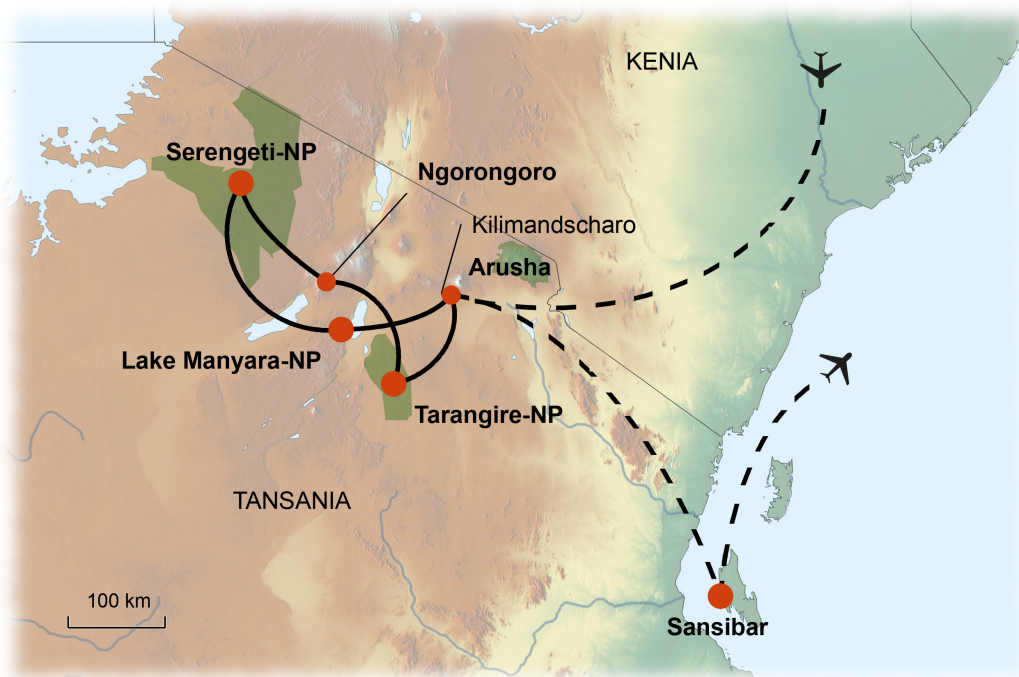 KENIA
Serengeti-NP
Ngorongoro
Kilimandscharo
Arusha
Lake Manyara-NP
Tarangire-NP
TANSANIA
100 km
Sansibar